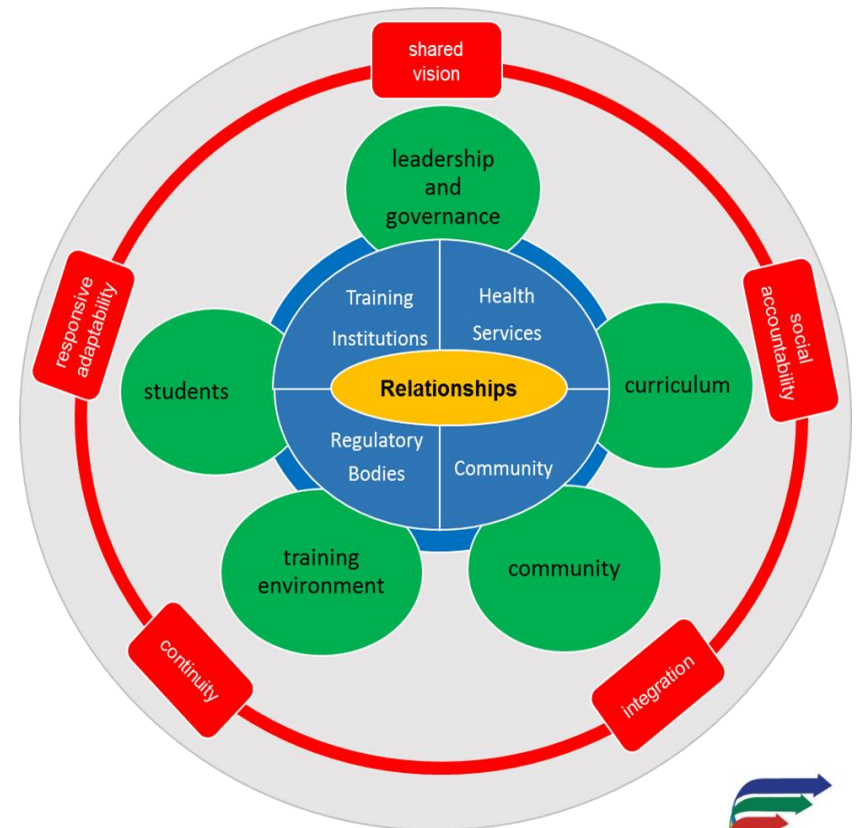 shared
vision
leadership
and
governance
responsive
adaptability
social
accountability
Training
Institutions
Health
Services
students
Relationships
curriculum
Regulatory
Bodies
Community
training
environment
community
continuity
integration